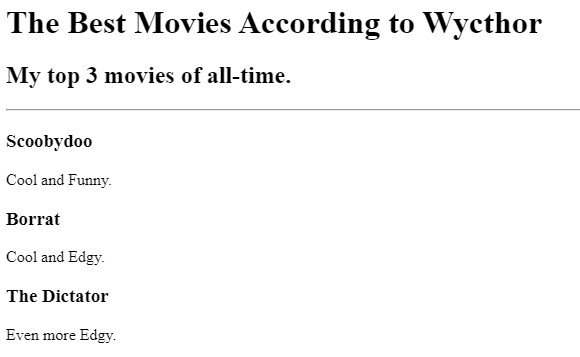 The Best Movies According to Wycthor
My top 3 movies of all-time.
Scoobydoo
Cool and Funny.
Borrat
Cool and Edgy.
The Dictator
Even more Edgy.